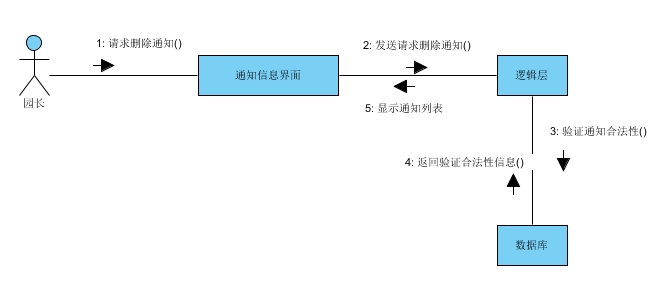 1: 请求删除通知()
2: 发送请求删除通知()
通知信息界面
逻辑层
园长
5: 显示通知列表
3: 验证通知合法性()
4: 返回验证合法性信息()
数据库